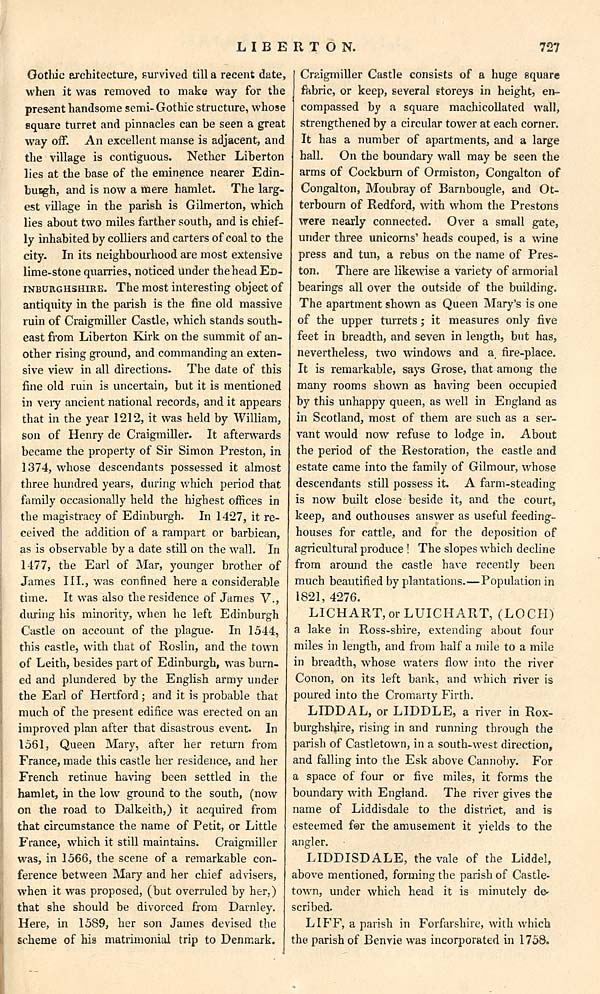 LIBERTON.
727
Gothic architecture, survived till a recent date,
when it was removed to make way for the
present handsome semi-Gothic structure, whose
square turret and pinnacles can be seen a great
way off. An excellent manse is adjacent, and
the village is contiguous. Nether Liberton
lies at the base of the eminence nearer Edin-
burgh, and is now a mere hamlet. The larg-
est village in the parish is Gilmerton, which
lies about two miles farther south, and is chief-
ly inhabited by colliers and carters of coal to the
city. In its neighbourhood are most extensive
lime-stone quarries, noticed under the head ED-
INBURGHSHIRE. The most interesting object of
antiquity in the parish is the fine old massive
ruin of Craigmiller Castle, which stands south-
east from Liberton Kirk on the summit of an-
other rising ground, and commanding an exten-
sive view in all directions. The date of this
fine old ruin is uncertain, but it is mentioned
in very ancient national records, and it appears
that in the year 1212, it was held by William,
son of Henry de Craigmiller. It afterwards
became the property of Sir Simon Preston, in
1374, whose descendants possessed it almost
three hundred years, during which period that
family occasionally held the highest offices in
the magistracy of Edinburgh. In 1427, it re-
ceived the addition of a rampart or barbican,
as is observable by a date still on the wall. In
1477, the Earl of Mar, younger brother of
James III., was confined here a considerable
time. It was also the residence of James V.,
during his minority, when he left Edinburgh
Castle on account of the plague. In 1544,
this castle, with that of Roslin, and the town
of Leith, besides part of Edinburgh, was burn-
ed and plundered by the English army under
the Earl of Hertford; and it is probable that
much of the present edifice was erected on an
improved plan after that disastrous event. In
1561, Queen Mary, after her return from
France, made this castle her residence, and her
French retinue having been settled in the
hamlet, in the low ground to the south, (now
on the road to Dalkeith,) it acquired from
that circumstance the name of Petit, or Little
France, which it still maintains. Craigmiller
was, in 1566, the scene of a remarkable con-
ference between Mary and her chief advisers,
when it was proposed, (but overruled by her,)
that she should be divorced from Darnley.
Here, in 1589, her son James devised the
scheme of his matrimonial trip to Denmark.
Craigmiller Castle consists of a huge square
fabric, or keep, several storeys in height, en-
compassed by a square machicollated wall,
strengthened by a circular tower at each corner.
It has a number of apartments, and a large
hall. On the boundary wall may be seen the
arms of Cockburn of Ormiston, Congalton of
Congalton, Moubray of Barnbougle, and Ot-
terbourn of Redford, with whom the Prestons
were nearly connected. Over a small gate,
under three unicorns' heads couped, is a wine
press and tun, a rebus on the name of Pres-
ton. There are likewise a variety of armorial
bearings all over the outside of the building.
The apartment shown as Queen Mary's is one
of the upper turrets; it measures only five
feet in breadth, and seven in length, but has,
nevertheless, two windows and a fire-place.
It is remarkable, says Grose, that among the
many rooms shown as having been occupied
by this unhappy queen, as well in England as
in Scotland, most of them are such as a ser-
vant would now refuse to lodge in. About
the period of the Restoration, the castle and
estate came into the family of Gilmour, whose
descendants still possess it. A farm-steading
is now built close beside it, and the court,
keep, and outhouses answer as useful feeding-
houses for cattle, and for the deposition of
agricultural produce! The slopes which decline
from around the castle have recently been
much beautified by plantations.—Population in
1821, 4276.
LICHART, or LUICHART, (LOCH)
a lake in Ross-shire, extending about four
miles in length, and from half a mile to a mile
in breadth, whose waters flow into the river
Conon, on its left bank, and which river is
poured into the Cromarty Firth.
LIDDAL, or LIDDLE, a river in Rox-
burghshire, rising in and running through the
parish of Castletown, in a south-west direction,
and falling into the Esk above Cannoby. For
a space of four or five miles, it forms the
boundary with England. The river gives the
name of Liddisdale to the district, and is
esteemed for the amusement it yields to the
angler.
LIDDISDALE, the vale of the Liddel,
above mentioned, forming the parish of Castle-
town, under which head it is minutely de-
scribed.
LIFF, a parish in Forfarshire, with which
the parish of Benvie was incorporated in 1758.